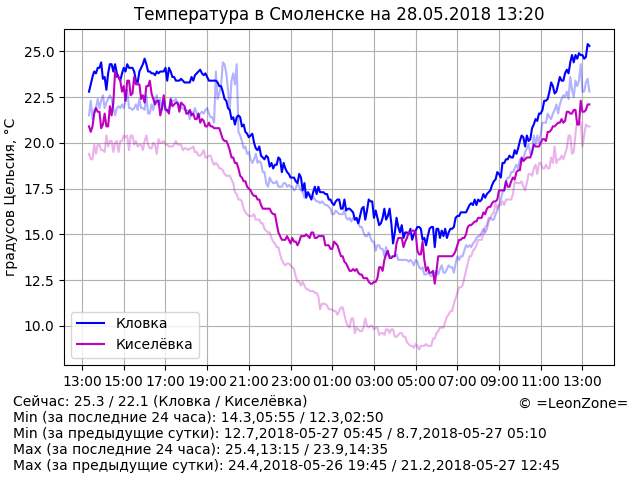 Температура в Смоленске на 28.05.2018 13:20
градусов Цельсия, °C
25.0
22.5
20.0
17.5
15.0
12.5
10.0
Кловка
Киселёвка
13:00 15:00 17:00 19:00 21:00 23:00 01:00 03:00 05:00 07:00 09:00 11:00 13:00
Сейчас: 25.3 / 22.1 (Кловка / Киселёвка)
© =LeonZone=
Min (за последние 24 часа): 14.3,05:55 / 12.3,02:50
Min (за предыдущие сутки): 12.7,2018-05-27 05:45 / 8.7,2018-05-27 05:10
Max (за последние 24 часа): 25.4,13:15 / 23.9,14:35
Max (за предыдущие сутки): 24.4,2018-05-26 19:45 / 21.2,2018-05-27 12:45